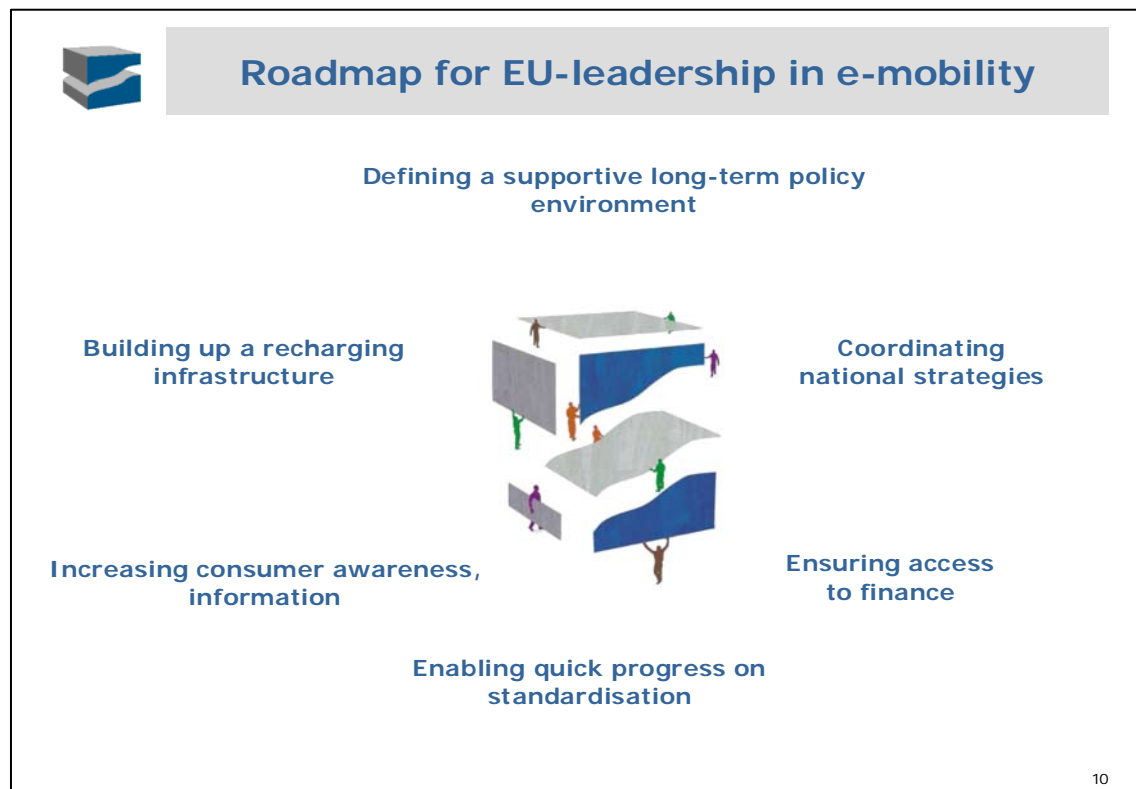 Roadmap for EU-leadership in e-mobility
Defining a supportive long-term policy
environment
Building up a recharging
infrastructure
Coordinating
national strategies
Increasing consumer awareness,
information
Ensuring access
to finance
Enabling quick progress on
standardisation
10